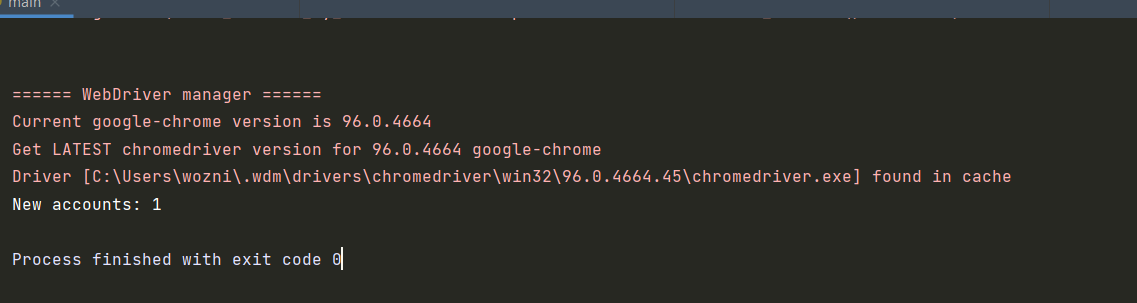 main
====== WebDriver manager ======
Current google-chrome version is 96.0.4664
Get LATEST chromedriver version for 96.0.4664 google-chrome
Driver [C:\Users\wozni\.wdm\drivers\chromedriver\win32\96.0.4664.45\chromedriver.exe] found in cache
New accounts: 1
Process finished with exit code 0